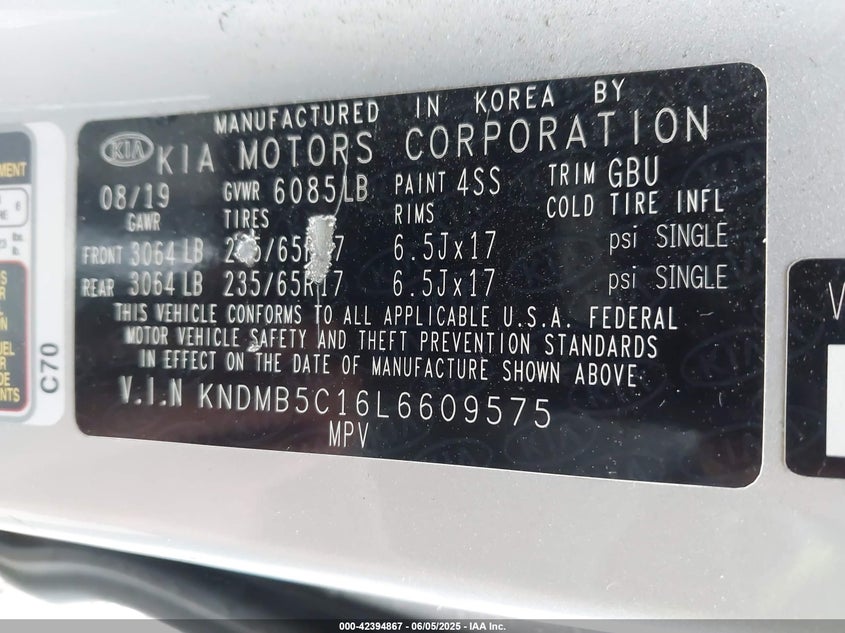 MANUFACTURED IN KOREA BY
KIA KIA MOTORS CORPORATION
08/19 GVWR 6085LB PAINT 4SS TRIM GBU
GAWR TIRES RIMS COLD TIRE INFL
FRONT 3064 LB 6.5Jx17 psi SINGLE
REAR 3064 LB 235/65R17 6.5Jx17 psi SINGLE
THIS VEHICLE CONFORMS TO ALL APPLICABLE U.S.A. FEDERAL
MOTOR VEHICLE SAFETY AND THEFT PREVENTION STANDARDS
IN EFFECT ON THE DATE OF MANUFACTURE SHOWN ABOVE.
V.I.N KNDMB5C16L6609575
MPV
C70
000-42394867 - 06/05/2025 - IAA Inc.